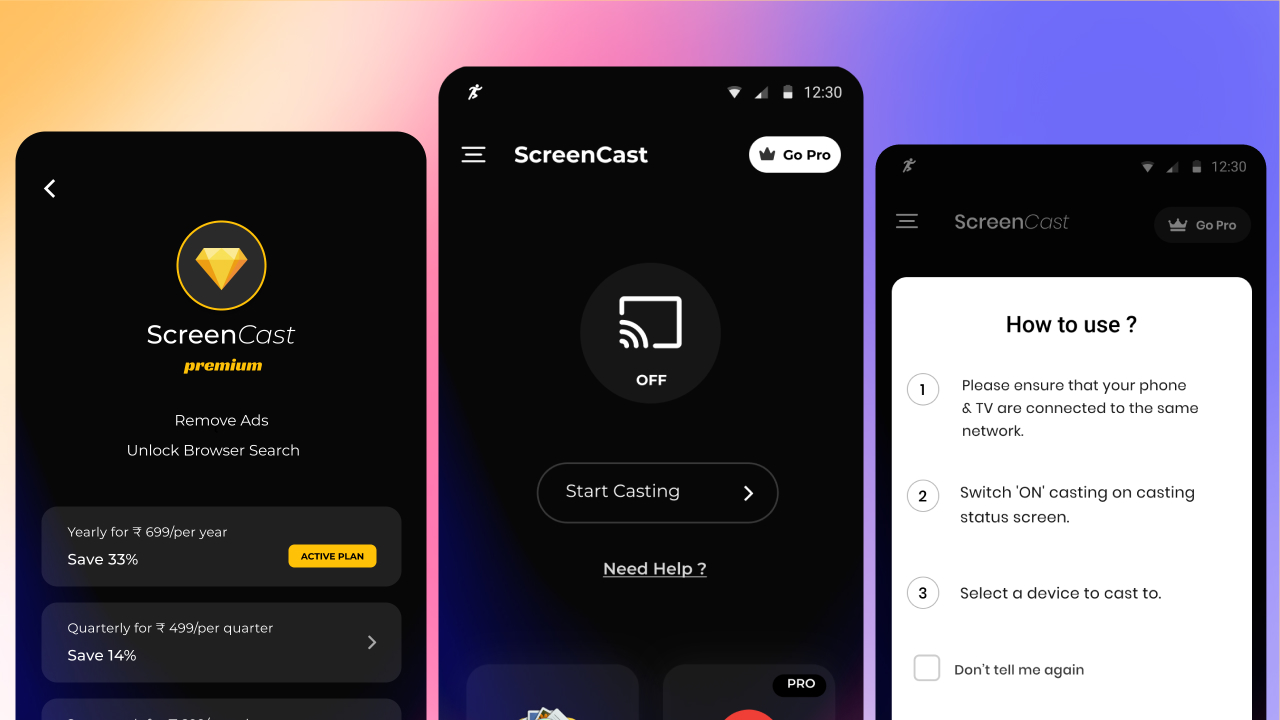 ScreenCast
premium
Remove Ads
Unlock Browser Search
Yearly for ₹ 699/per year
Save 33%
ACTIVE PLAN
Quarterly for ₹ 499/per quarter
Save 14%
12:30
ScreenCast
Go Pro
OFF
Start Casting
Need Help ?
PRO
12:30
ScreenCast
Go Pro
How to use ?
1
Please ensure that your phone
& TV are connected to the same
network.
2
Switch 'ON' casting on casting
status screen.
3
Select a device to cast to.
Don't tell me again